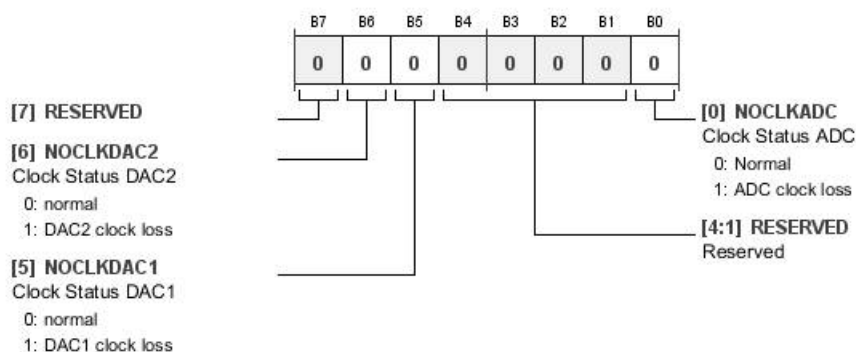 B7 B6 B5 B4 B3 B2 B1 B0
0 0 0 0 0 0 0 0
[7] RESERVED
[6] NOCLKDAC2
Clock Status DAC2
0: normal
1: DAC2 clock loss
[5] NOCLKDAC1
Clock Status DAC1
0: normal
1: DAC1 clock loss
[0] NOCLKADC
Clock Status ADC
0: Normal
1: ADC clock loss
[4:1] RESERVED
Reserved